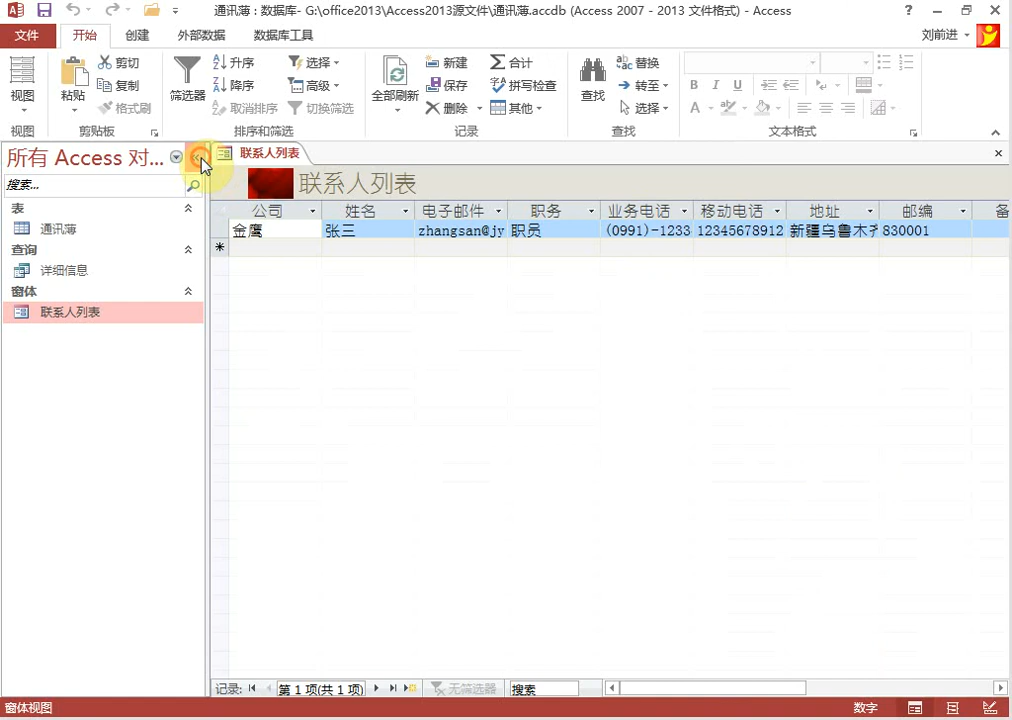 通讯薄 : 数据库- G:\office2013\Access2013源文件\通讯薄.accdb (Access 2007 - 2013 文件格式) - Access
文件 开始 创建 外部数据 数据库工具 刘前进
视图 粘贴 剪切 复制 格式刷
筛选器 升序 降序 取消排序 选择 高级 切换筛选
全部刷新 新建 保存 删除 合计 拼写检查 其他
查找 替换 转至 选择
B I U A
视图 剪贴板 排序和筛选 记录 查找 文本格式
所有 Access 对...
搜索...
表
通讯薄
查询
详细信息
窗体
联系人列表
联系人列表
联系人列表
公司 姓名 电子邮件 职务 业务电话 移动电话 地址 邮编 备
金鹰 张三 zhangsan@jy 职员 (0991)-1233 12345678912 新疆乌鲁木齐 830001
记录: 第 1 项(共 1 项) 无筛选器 搜索
窗体视图 数字